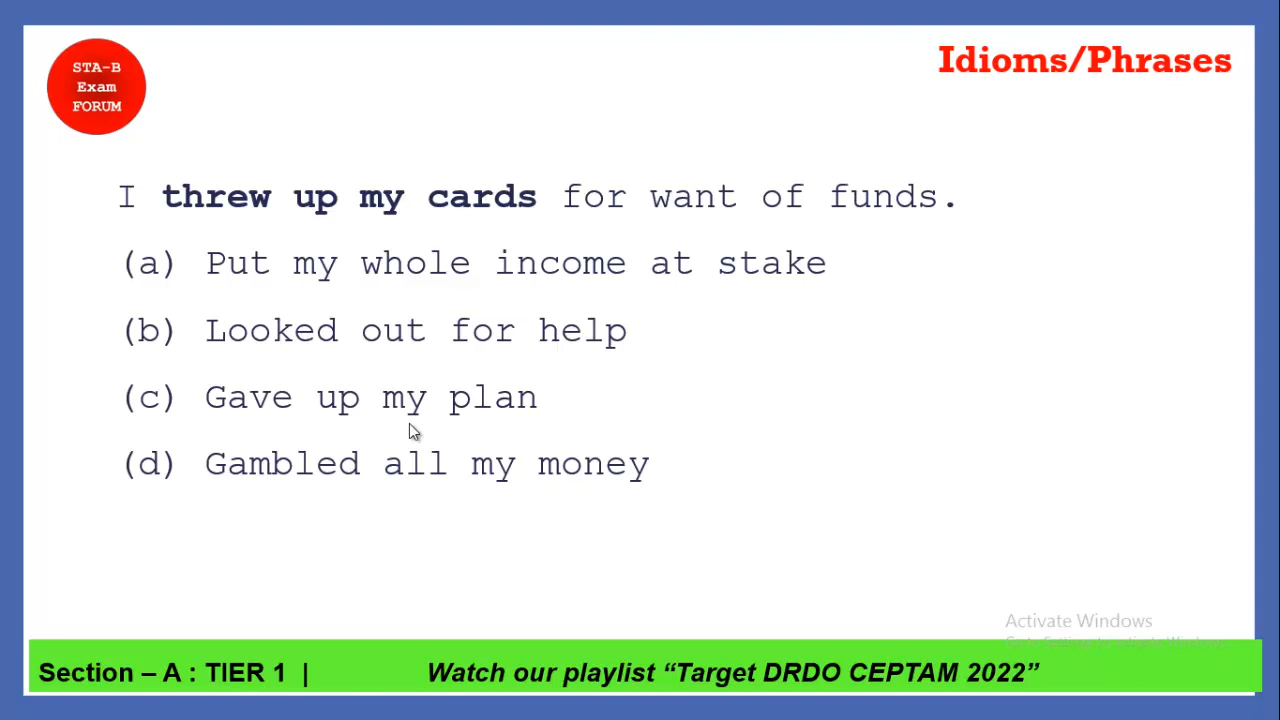 STA-B
Exam
FORUM
Idioms/Phrases
I threw up my cards for want of funds.
(a) Put my whole income at stake
(b) Looked out for help
(c) Gave up my plan
(d) Gambled all my money
Activate Windows
Section – A : TIER 1 | Watch our playlist “Target DRDO CEPTAM 2022”